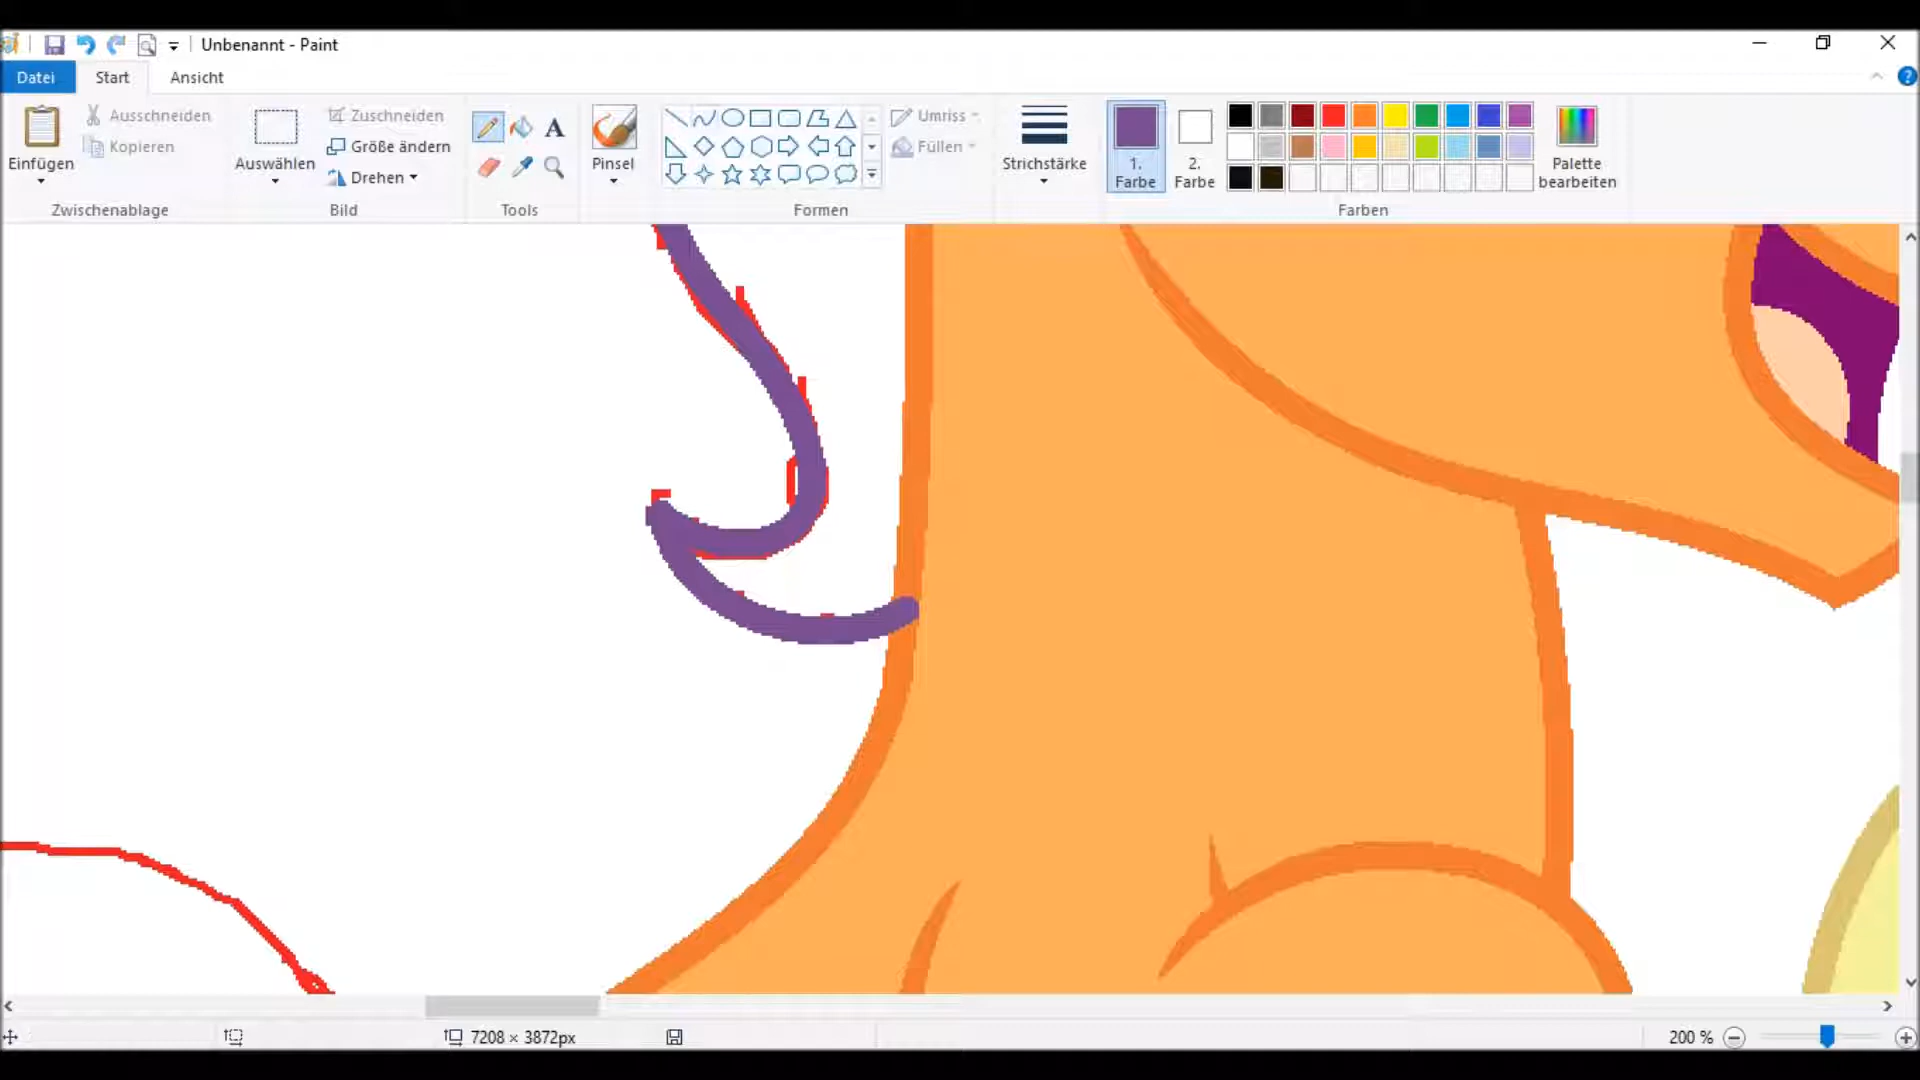 Unbenannt - Paint
Datei
Start
Ansicht
Einfügen
Ausschneiden
Kopieren
Zwischenablage
Auswählen
Zuschneiden
Größe ändern
Drehen
Bild
A
Tools
Pinsel
Umriss
Füllen
Formen
Strichstärke
1.
Farbe
2.
Farbe
Palette
bearbeiten
Farben
7208 × 3872px
200 %